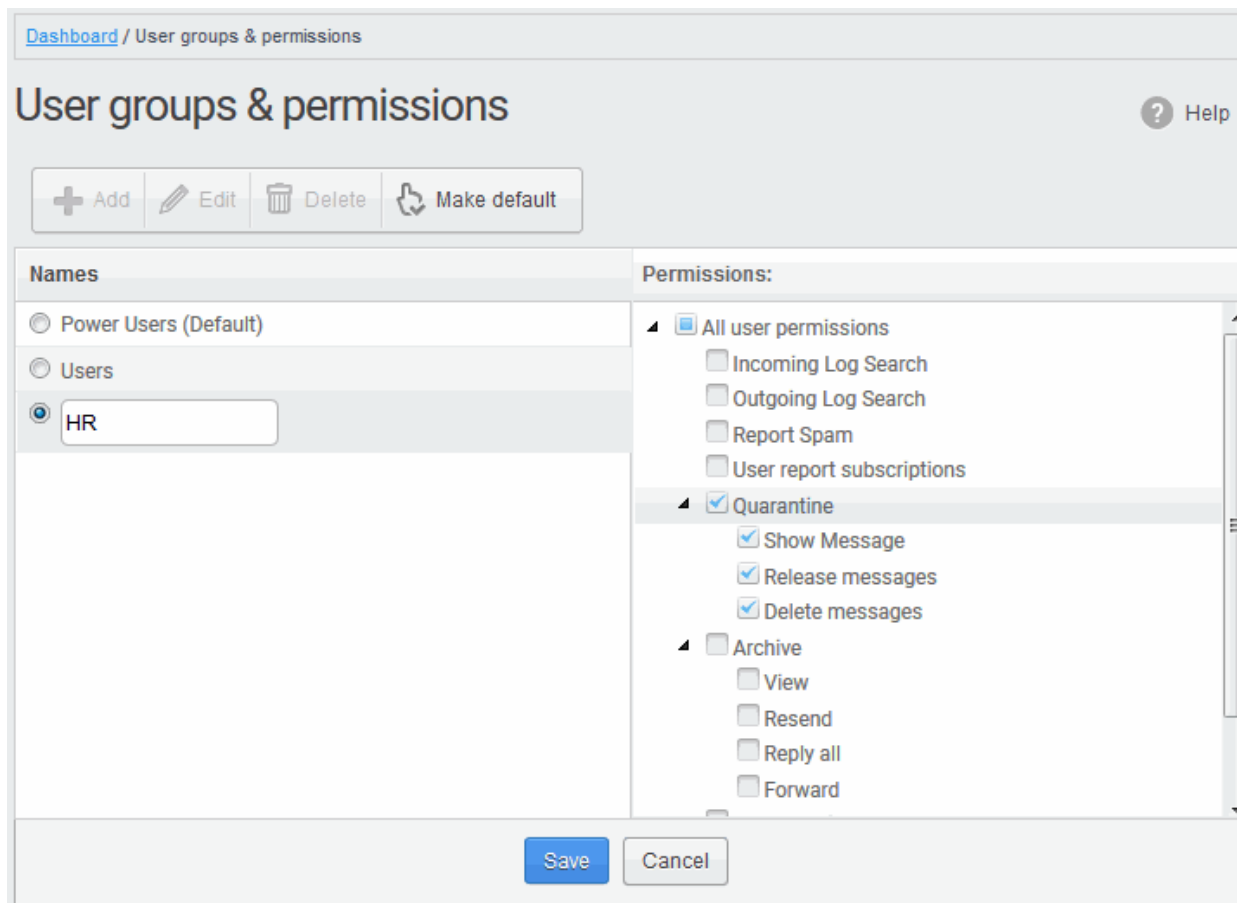 Dashboard / User groups & permissions
User groups & permissions
Help
Add Edit Delete Make default
Names
Permissions:
Power Users (Default)
Users
HR
All user permissions
Incoming Log Search
Outgoing Log Search
Report Spam
User report subscriptions
Quarantine
Show Message
Release messages
Delete messages
Archive
View
Resend
Reply all
Forward
Save
Cancel